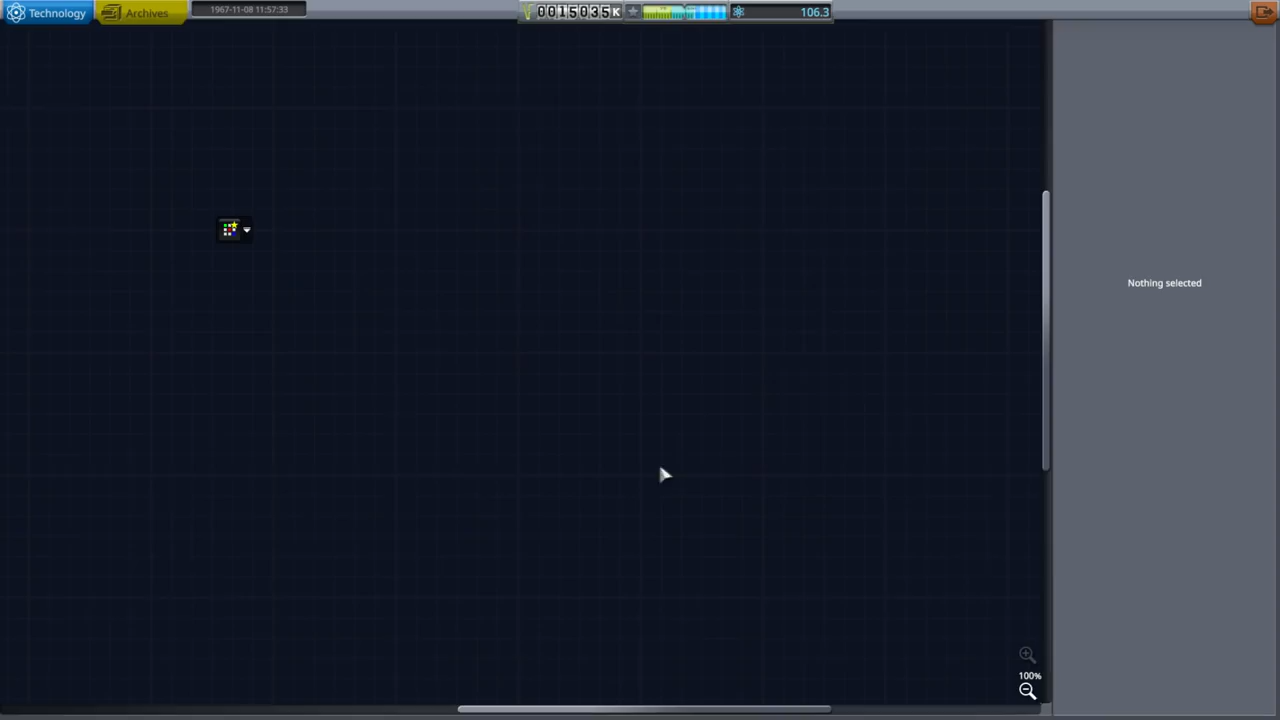 Technology
Archives
1967-11-08 11:57:33
0015035K
106.3
Nothing selected
100%